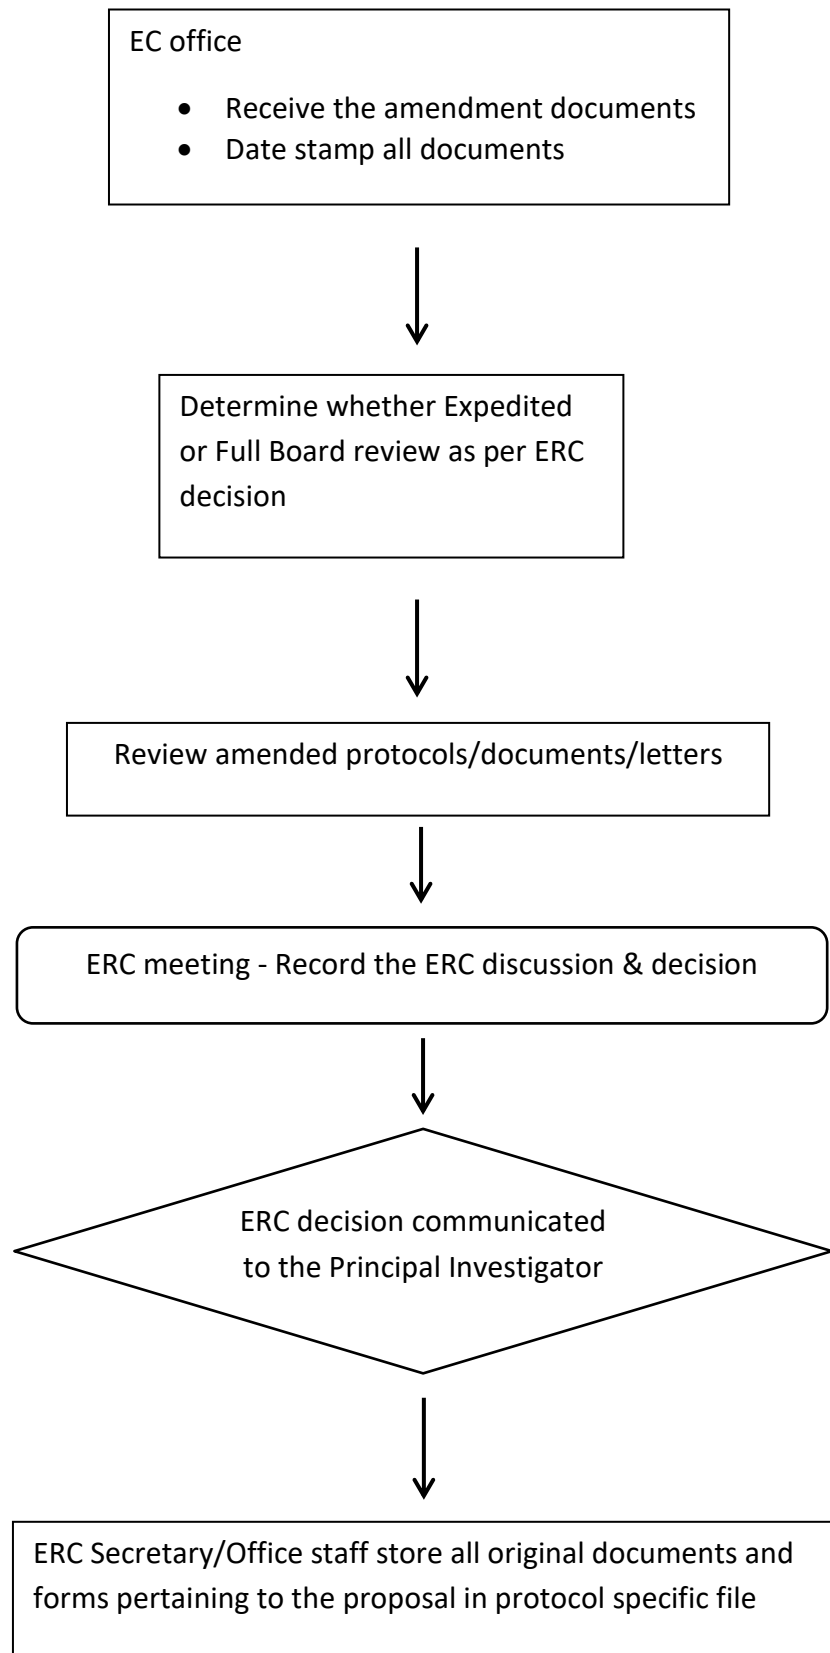 EC office
• Receive the amendment documents
• Date stamp all documents
Determine whether Expedited
or Full Board review as per ERC
decision
Review amended protocols/documents/letters
ERC meeting - Record the ERC discussion & decision
ERC decision communicated
to the Principal Investigator
ERC Secretary/Office staff store all original documents and
forms pertaining to the proposal in protocol specific file